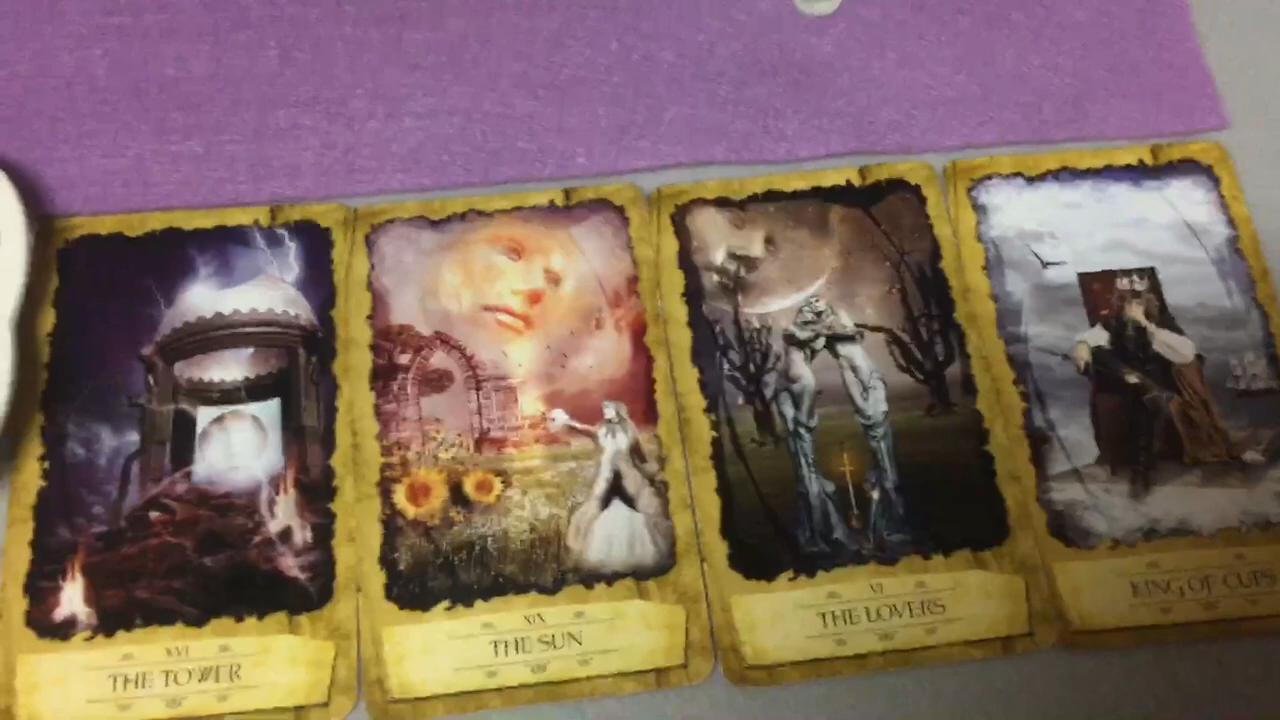 XVI
THE TOWER
XIX
THE SUN
VI
THE LOVERS
KING OF CUPS